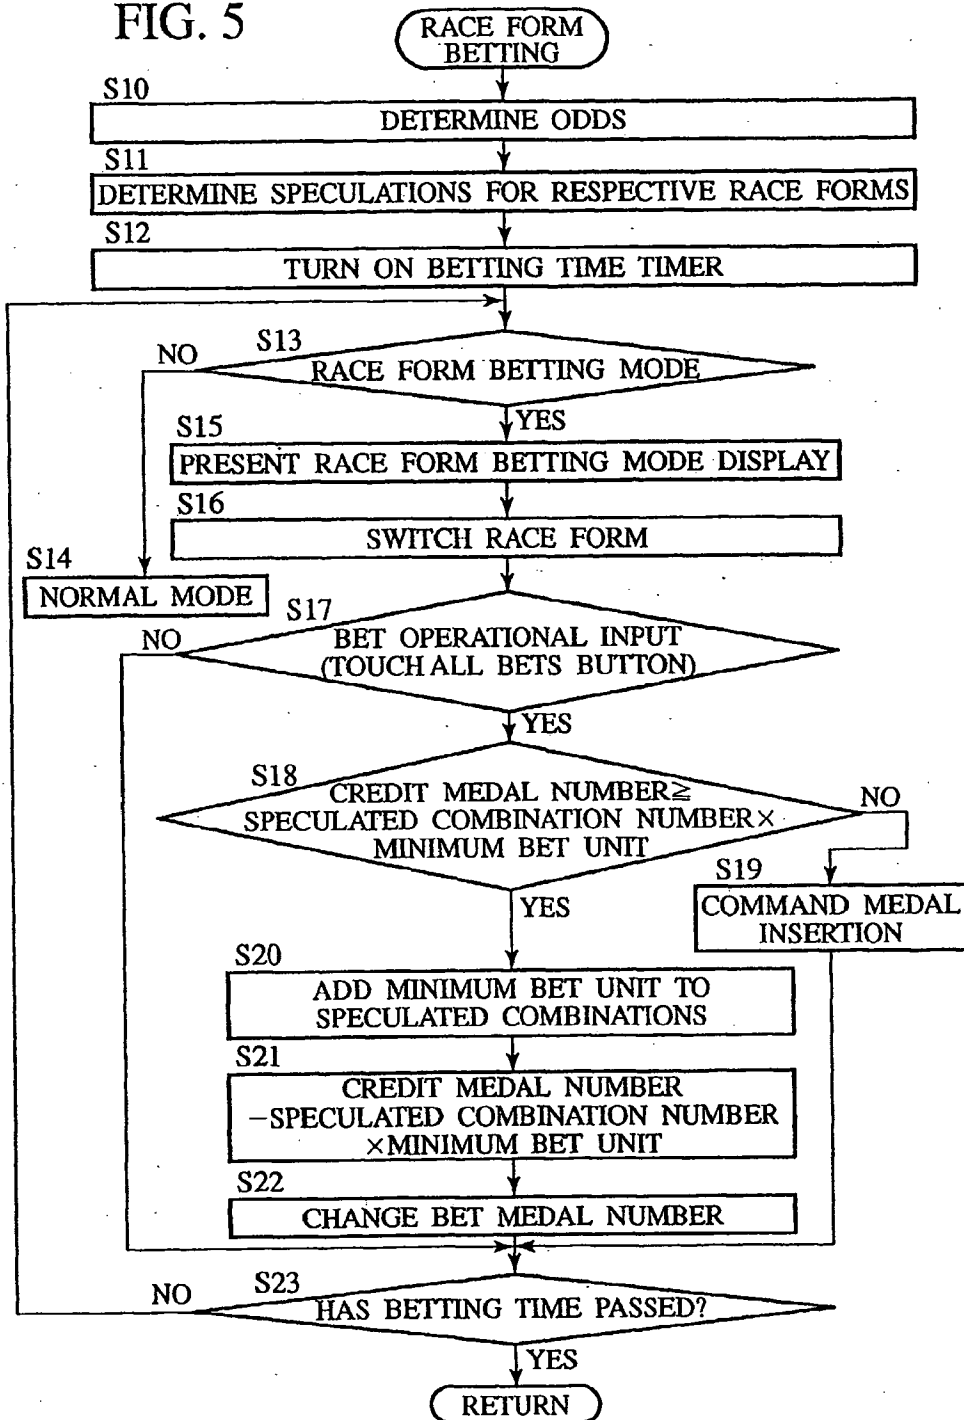 FIG. 5
RACE FORM
BETTING
S10
DETERMINE ODDS
S11
DETERMINE SPECULATIONS FOR RESPECTIVE RACE FORMS
S12
TURN ON BETTING TIME TIMER
S13
NO
RACE FORM BETTING MODE
YES
S15
PRESENT RACE FORM BETTING MODE DISPLAY
S16
SWITCH RACE FORM
S14
NORMAL MODE
S17
NO
BET OPERATIONAL INPUT
(TOUCH ALL BETS BUTTON)
YES
S18
CREDIT MEDAL NUMBER≧
SPECULATED COMBINATION NUMBER×
MINIMUM BET UNIT
NO
S19
COMMAND MEDAL
INSERTION
YES
S20
ADD MINIMUM BET UNIT TO
SPECULATED COMBINATIONS
S21
CREDIT MEDAL NUMBER
−SPECULATED COMBINATION NUMBER
×MINIMUM BET UNIT
S22
CHANGE BET MEDAL NUMBER
S23
NO
HAS BETTING TIME PASSED?
YES
RETURN